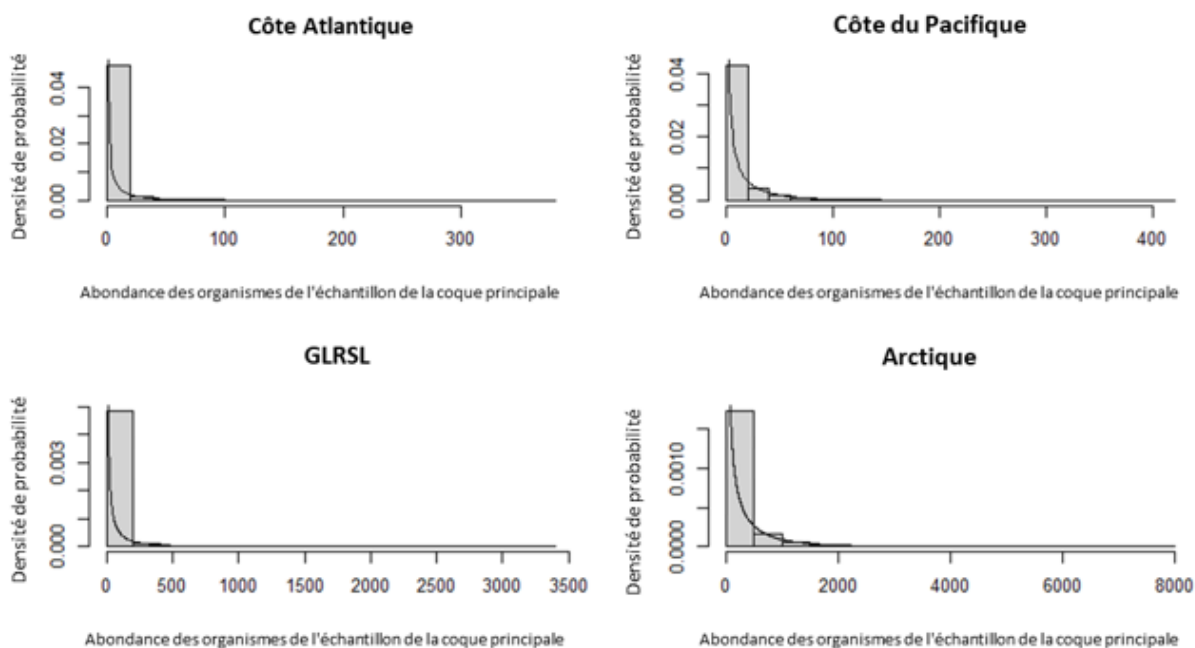 Côte Atlantique
Densité de probabilité
0.00
0.02
0.04
0
100
200
300
Abondance des organismes de l'échantillon de la coque principale
Côte du Pacifique
Densité de probabilité
0.00
0.02
0.04
0
100
200
300
400
Abondance des organismes de l'échantillon de la coque principale
GLRSL
Densité de probabilité
0.000
0.003
0
500
1000
1500
2000
2500
3000
3500
Abondance des organismes de l'échantillon de la coque principale
Arctique
Densité de probabilité
0.0000
0.0010
0
2000
4000
6000
8000
Abondance des organismes de l'échantillon de la coque principale